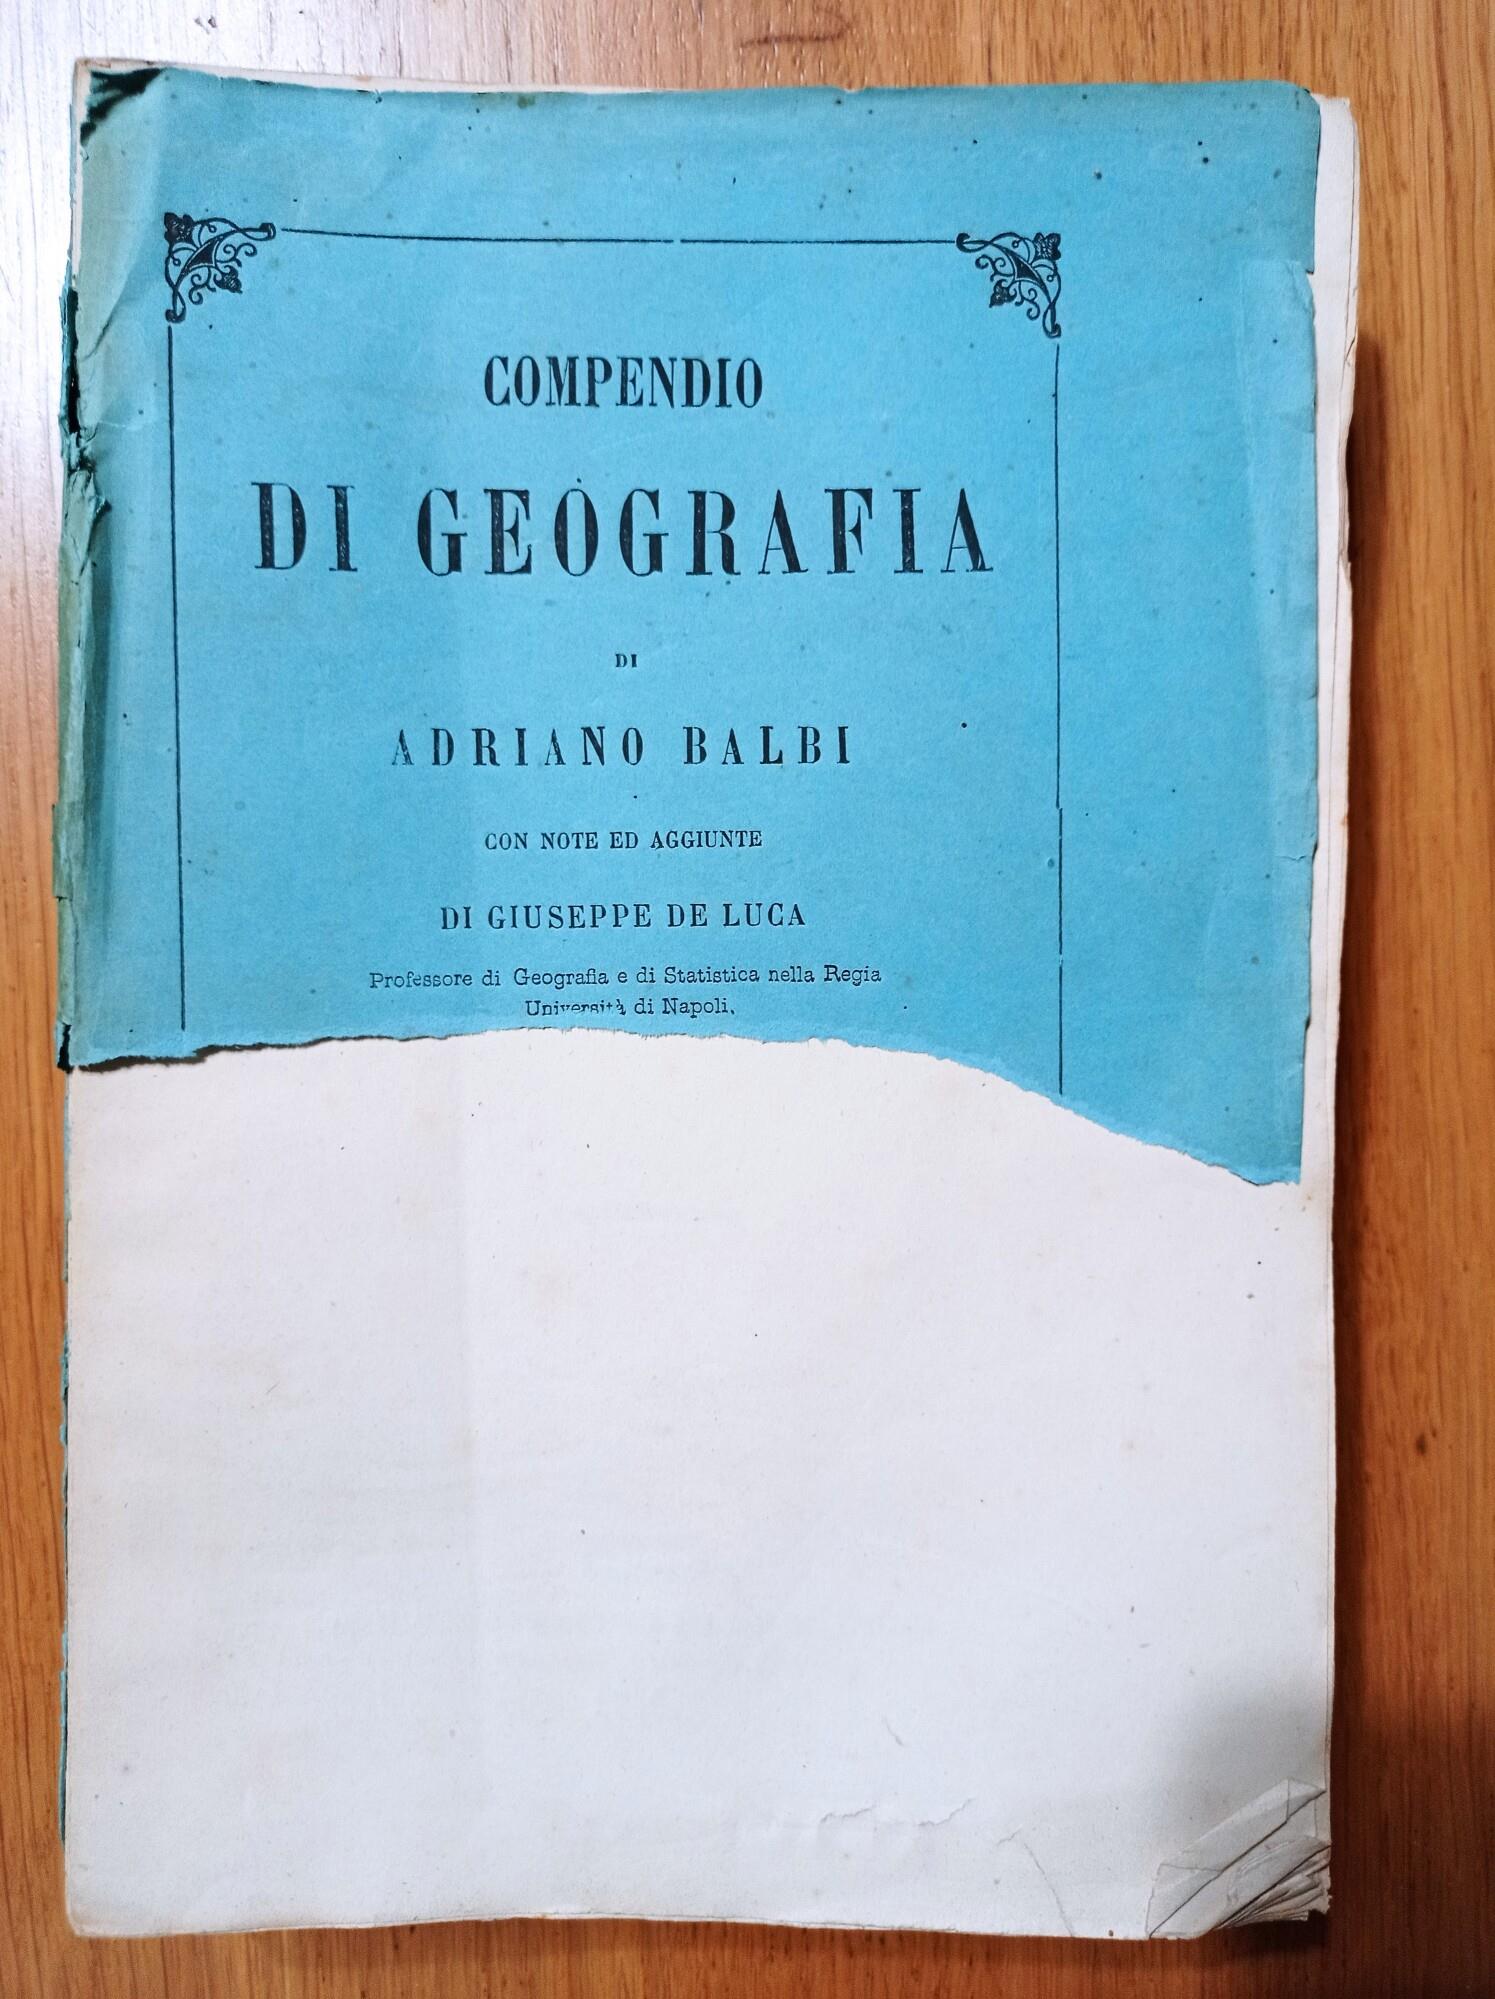 COMPENDIO
DI GEOGRAFIA
DI
ADRIANO BALBI
CON NOTE ED AGGIUNTE
DI GIUSEPPE DE LUCA
Professore di Geografia e di Statistica nella Regia
Università di Napoli.